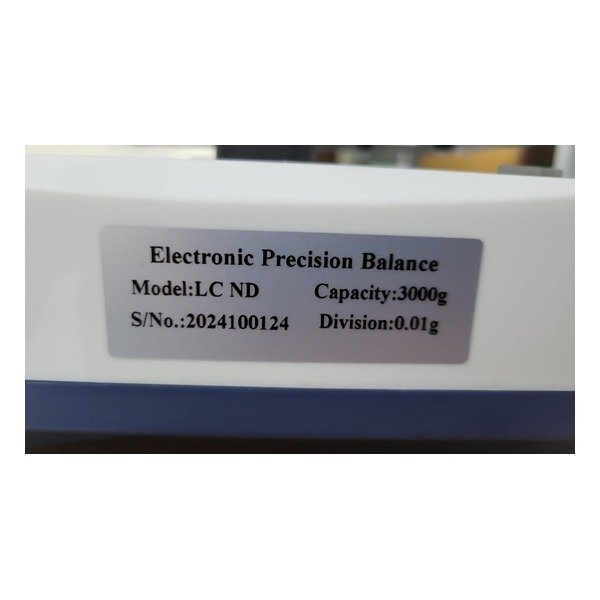 Electronic Precision Balance
Model:LC ND Capacity:3000g
S/No.:2024100124 Division:0.01g